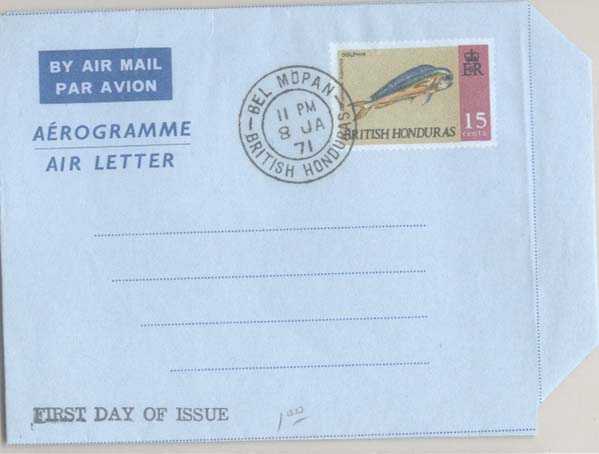 BY AIR MAIL
PAR AVION
AÉROGRAMME
AIR LETTER
BEL MOPAN
11 PM
8 JA
71
BRITISH HONDURAS
DOLPHIN
E II R
15
cents
BRITISH HONDURAS
FIRST DAY OF ISSUE